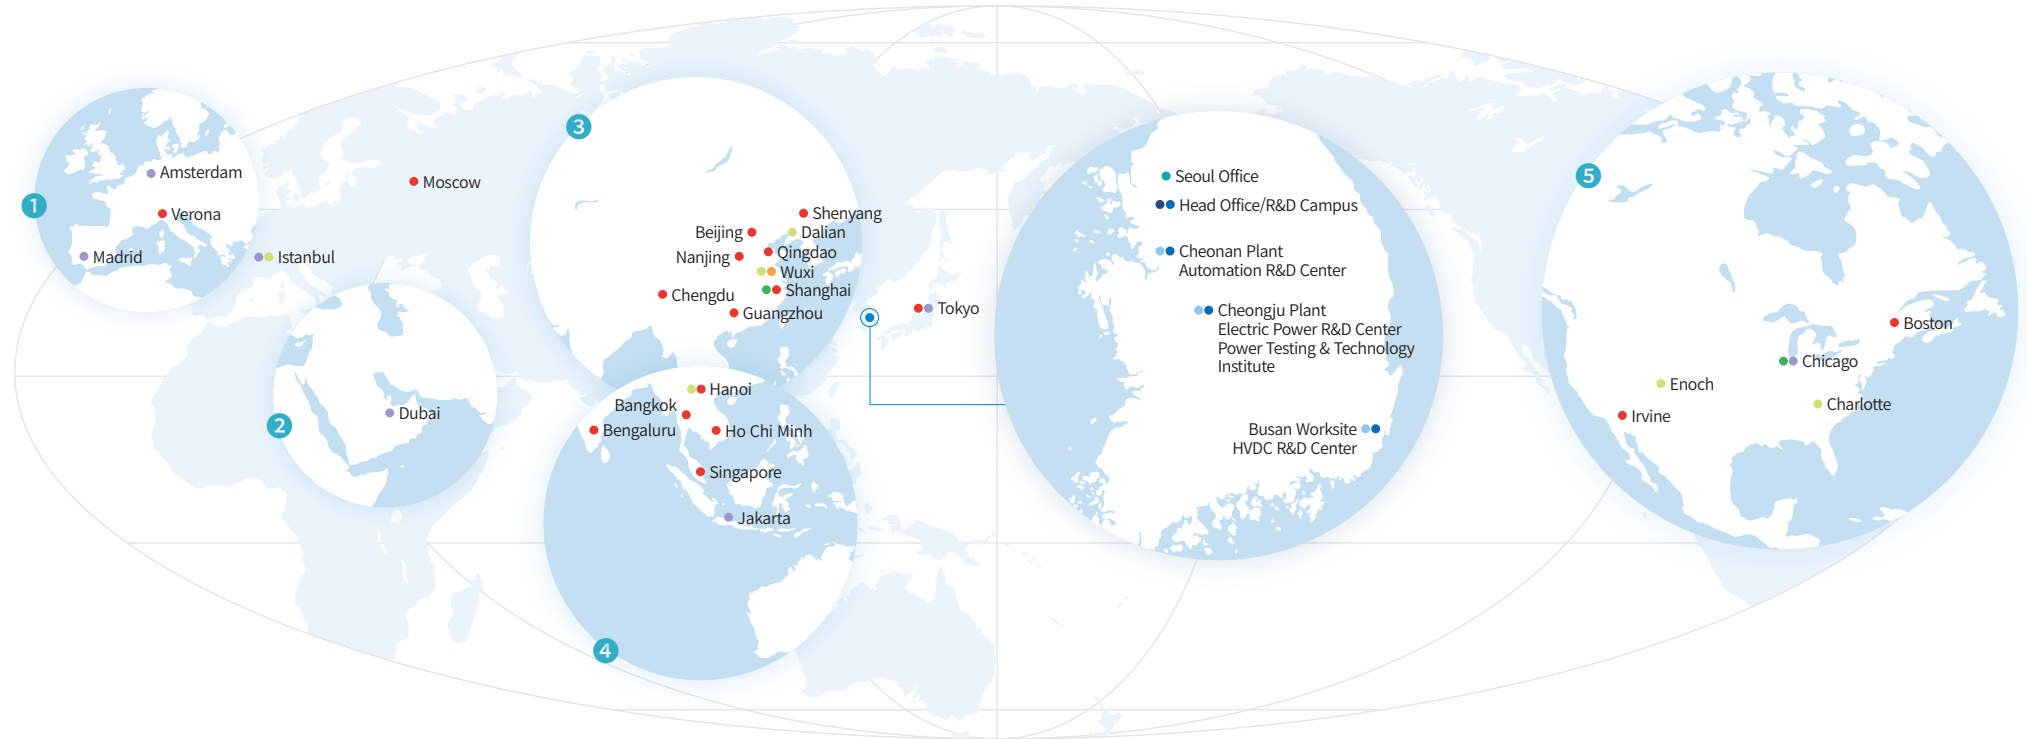 1
Amsterdam
Verona
Madrid
Istanbul
Moscow
2
Dubai
3
Shenyang
Beijing
Dalian
Nanjing
Qingdao
Wuxi
Chengdu
Shanghai
Guangzhou
Tokyo
4
Hanoi
Bangkok
Bengaluru
Ho Chi Minh
Singapore
Jakarta
Seoul Office
Head Office/R&D Campus
Cheonan Plant
Automation R&D Center
Cheongju Plant
Electric Power R&D Center
Power Testing & Technology
Institute
Busan Worksite
HVDC R&D Center
5
Boston
Chicago
Enoch
Charlotte
Irvine